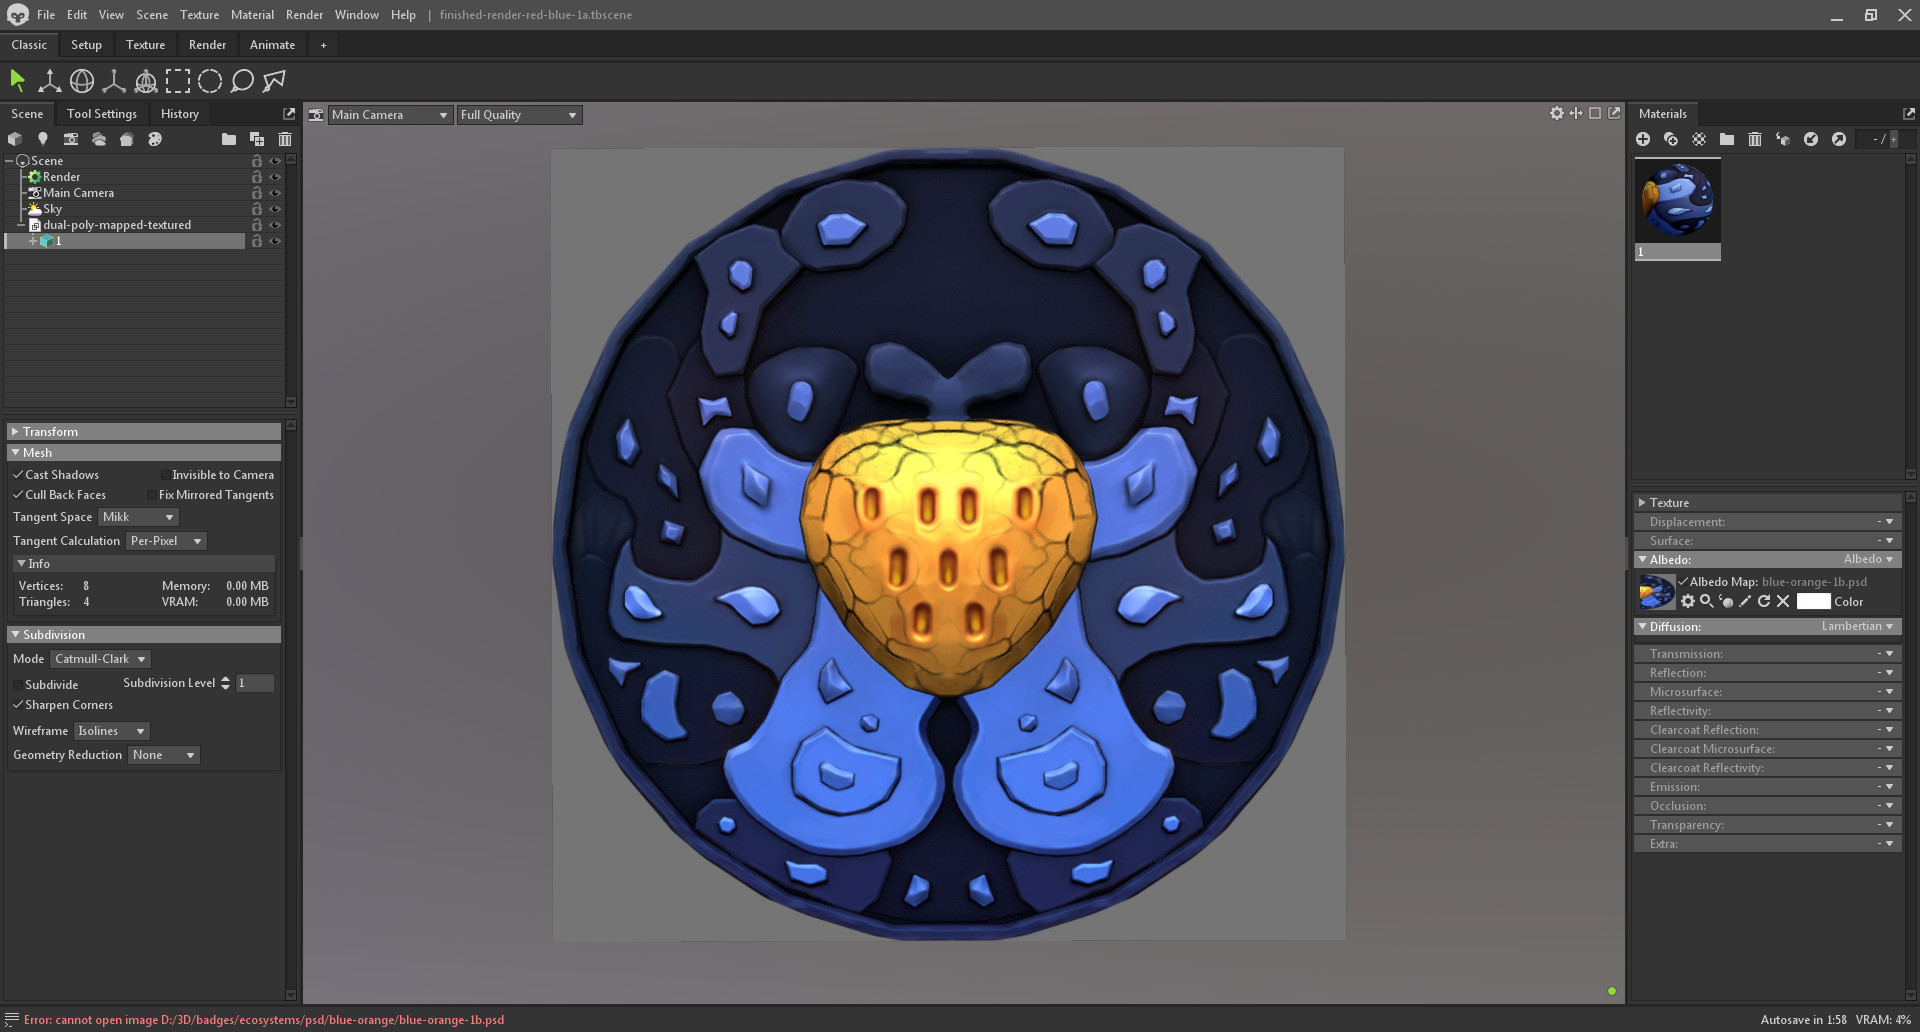 File Edit View Scene Texture Material Render Window Help | finished-render-red-blue-1a.tbscene
Classic Setup Texture Render Animate +
Scene Tool Settings History
Main Camera Full Quality
Materials
- / +
Scene
Render
Main Camera
Sky
dual-poly-mapped-textured
1
1
Transform
Mesh
Cast Shadows Invisible to Camera
Cull Back Faces Fix Mirrored Tangents
Tangent Space Mikk
Tangent Calculation Per-Pixel
Info
Vertices: 8 Memory: 0.00 MB
Triangles: 4 VRAM: 0.00 MB
Subdivision
Mode Catmull-Clark
Subdivide Subdivision Level 1
Sharpen Corners
Wireframe Isolines
Geometry Reduction None
Texture
Displacement: -
Surface: -
Albedo: Albedo
Albedo Map: blue-orange-1b.psd
Color
Diffusion: Lambertian
Transmission: -
Reflection: -
Microsurface: -
Reflectivity: -
Clearcoat Reflection: -
Clearcoat Microsurface: -
Clearcoat Reflectivity: -
Emission: -
Occlusion: -
Transparency: -
Extra: -
Error: cannot open image D:/3D/badges/ecosystems/psd/blue-orange/blue-orange-1b.psd
Autosave in 1:58 VRAM: 4%